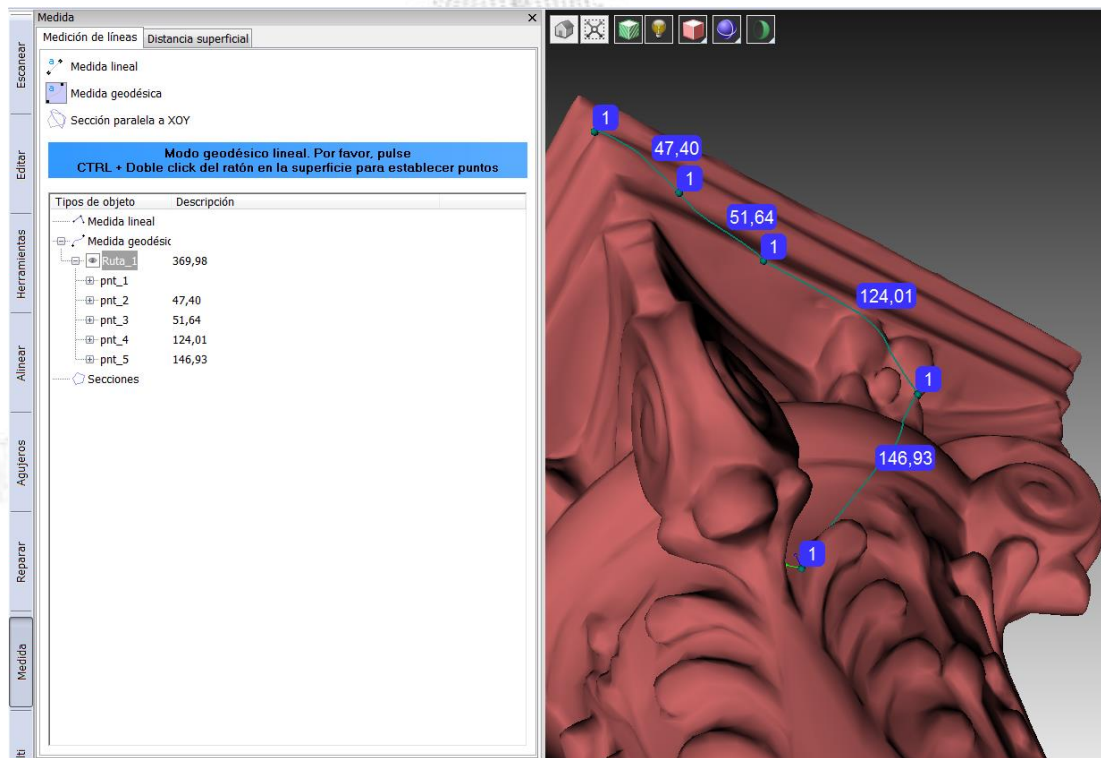 Medida
Medición de líneas
Distancia superficial
Medida lineal
Medida geodésica
Sección paralela a XOY
Modo geodésico lineal. Por favor, pulse
CTRL + Doble click del ratón en la superficie para establecer puntos
Tipos de objeto Descripción
Medida lineal
Medida geodésic
Ruta_1 369,98
pnt_1
pnt_2 47,40
pnt_3 51,64
pnt_4 124,01
pnt_5 146,93
Secciones
Escanear
Editar
Herramientas
Alinear
Agujeros
Reparar
Medida
lti
1
47,40
1
51,64
1
124,01
1
146,93
1